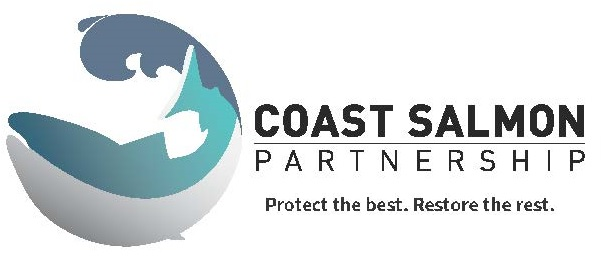 COAST SALMON
PARTNERSHIP
Protect the best. Restore the rest.